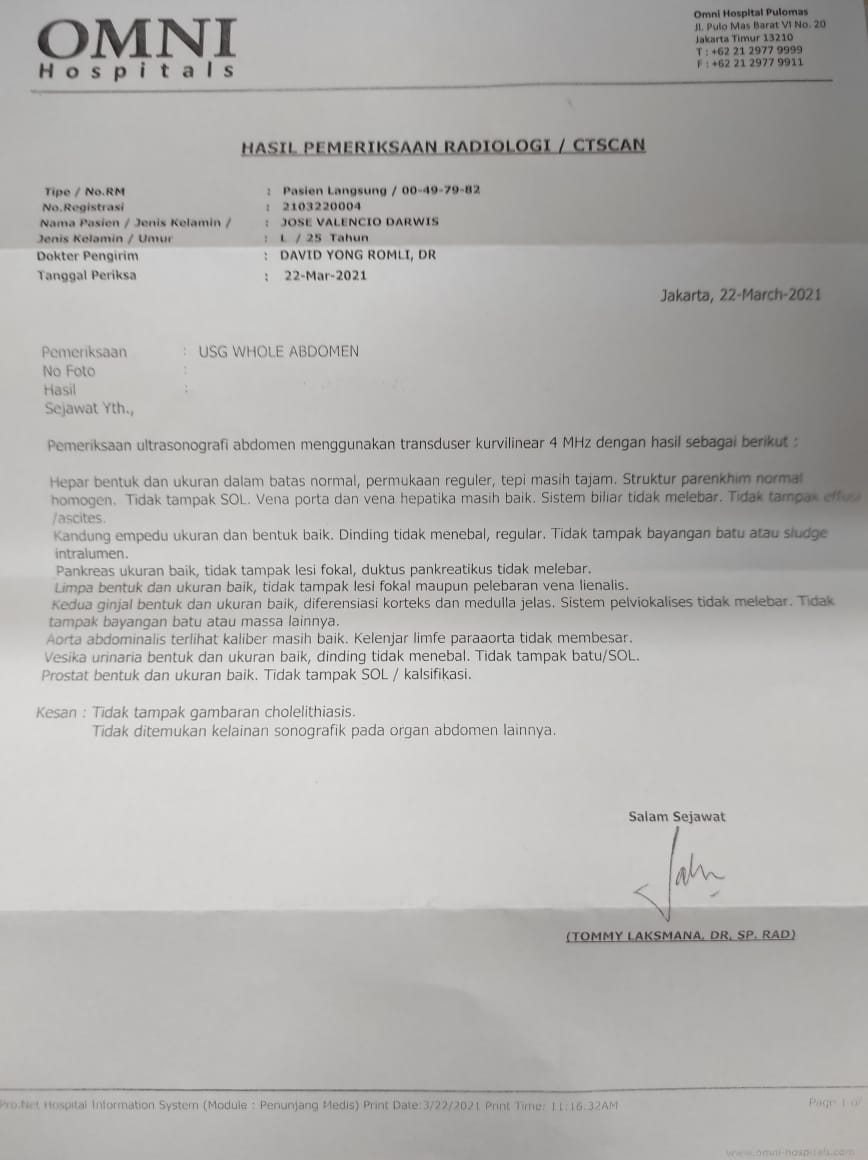 OMNI
Hospitals
Omni Hospital Pulomas
Jl. Pulo Mas Barat VI No. 20
Jakarta Timur 13210
T : +62 21 2977 9999
F : +62 21 2977 9911
HASIL PEMERIKSAAN RADIOLOGI / CTSCAN
Tipe / No.RM : Pasien Langsung / 00-49-79-82
No.Registrasi : 2103220004
Nama Pasien / Jenis Kelamin / : JOSE VALENCIO DARWIS
Jenis Kelamin / Umur : L / 25 Tahun
Dokter Pengirim : DAVID YONG ROMLI, DR
Tanggal Periksa : 22-Mar-2021
Jakarta, 22-March-2021
Pemeriksaan : USG WHOLE ABDOMEN
No Foto :
Hasil :
Sejawat Yth.,
Pemeriksaan ultrasonografi abdomen menggunakan transduser kurvilinear 4 MHz dengan hasil sebagai berikut :
Hepar bentuk dan ukuran dalam batas normal, permukaan reguler, tepi masih tajam. Struktur parenkhim normal
homogen. Tidak tampak SOL. Vena porta dan vena hepatika masih baik. Sistem biliar tidak melebar. Tidak tampak effusi
/ascites.
Kandung empedu ukuran dan bentuk baik. Dinding tidak menebal, regular. Tidak tampak bayangan batu atau sludge
intralumen.
Pankreas ukuran baik, tidak tampak lesi fokal, duktus pankreatikus tidak melebar.
Limpa bentuk dan ukuran baik, tidak tampak lesi fokal maupun pelebaran vena lienalis.
Kedua ginjal bentuk dan ukuran baik, diferensiasi korteks dan medulla jelas. Sistem pelviokalises tidak melebar. Tidak
tampak bayangan batu atau massa lainnya.
Aorta abdominalis terlihat kaliber masih baik. Kelenjar limfe paraaorta tidak membesar.
Vesika urinaria bentuk dan ukuran baik, dinding tidak menebal. Tidak tampak batu/SOL.
Prostat bentuk dan ukuran baik. Tidak tampak SOL / kalsifikasi.
Kesan : Tidak tampak gambaran cholelithiasis.
Tidak ditemukan kelainan sonografik pada organ abdomen lainnya.
Salam Sejawat
(TOMMY LAKSMANA, DR, SP. RAD)
Pro.Net Hospital Information System (Module : Penunjang Medis) Print Date:3/22/2021 Print Time: 11:16:32AM
Page 1 of
www.omni-hospitals.com